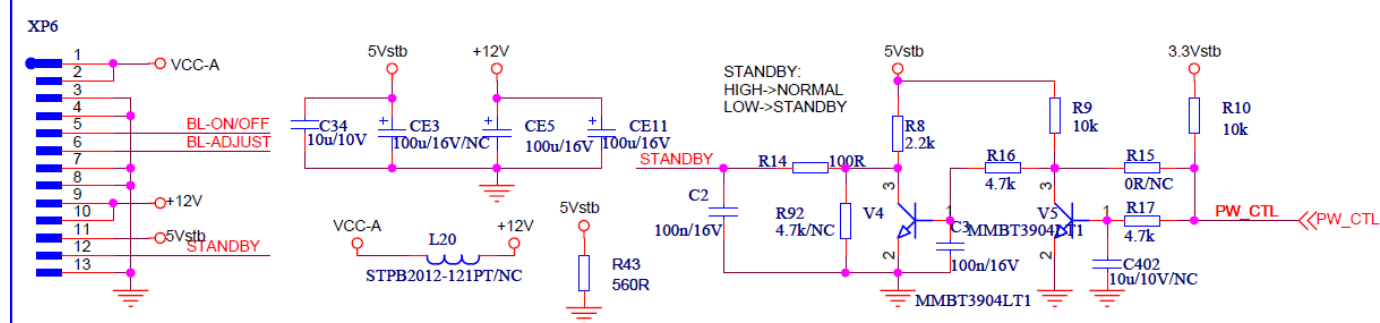 XP6
1
2
3
4
5
6
7
8
9
10
11
12
13
VCC-A
BL-ON/OFF
BL-ADJUST
+12V
5Vstb
STANDBY
5Vstb
+12V
C34
10u/10V
CE3
100u/16V/NC
CE5
100u/16V
CE11
100u/16V
VCC-A
L20
+12V
STPB2012-121PT/NC
5Vstb
R43
560R
STANDBY:
HIGH->NORMAL
LOW->STANDBY
5Vstb
3.3Vstb
R8
2.2k
R9
10k
R10
10k
STANDBY
R14
100R
R16
4.7k
R15
0R/NC
C2
100n/16V
R92
4.7k/NC
3
V4
1
2
C3
100n/16V
MMBT3904LT1
3
V5
1
2
MMBT3904LT1
R17
4.7k
PW_CTL
PW_CTL
C402
10u/10V/NC